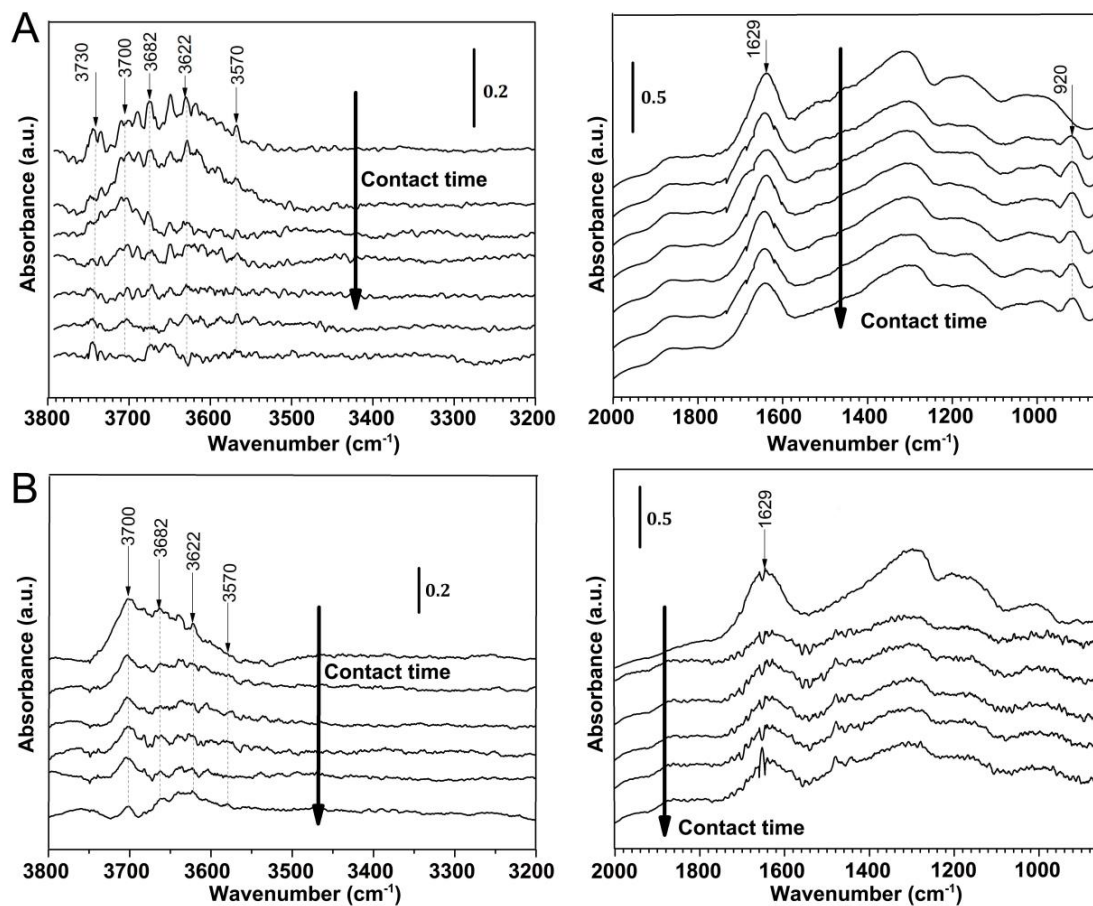 A
3730
3700
3682
3622
3570
0.2
Contact time
Absorbance (a.u.)
3800 3700 3600 3500 3400 3300 3200
Wavenumber (cm⁻¹)
1629
920
0.5
Contact time
Absorbance (a.u.)
2000 1800 1600 1400 1200 1000
Wavenumber (cm⁻¹)
B
3700
3682
3622
3570
0.2
Contact time
Absorbance (a.u.)
3800 3700 3600 3500 3400 3300 3200
Wavenumber (cm⁻¹)
1629
0.5
Contact time
Absorbance (a.u.)
2000 1800 1600 1400 1200 1000
Wavenumber (cm⁻¹)